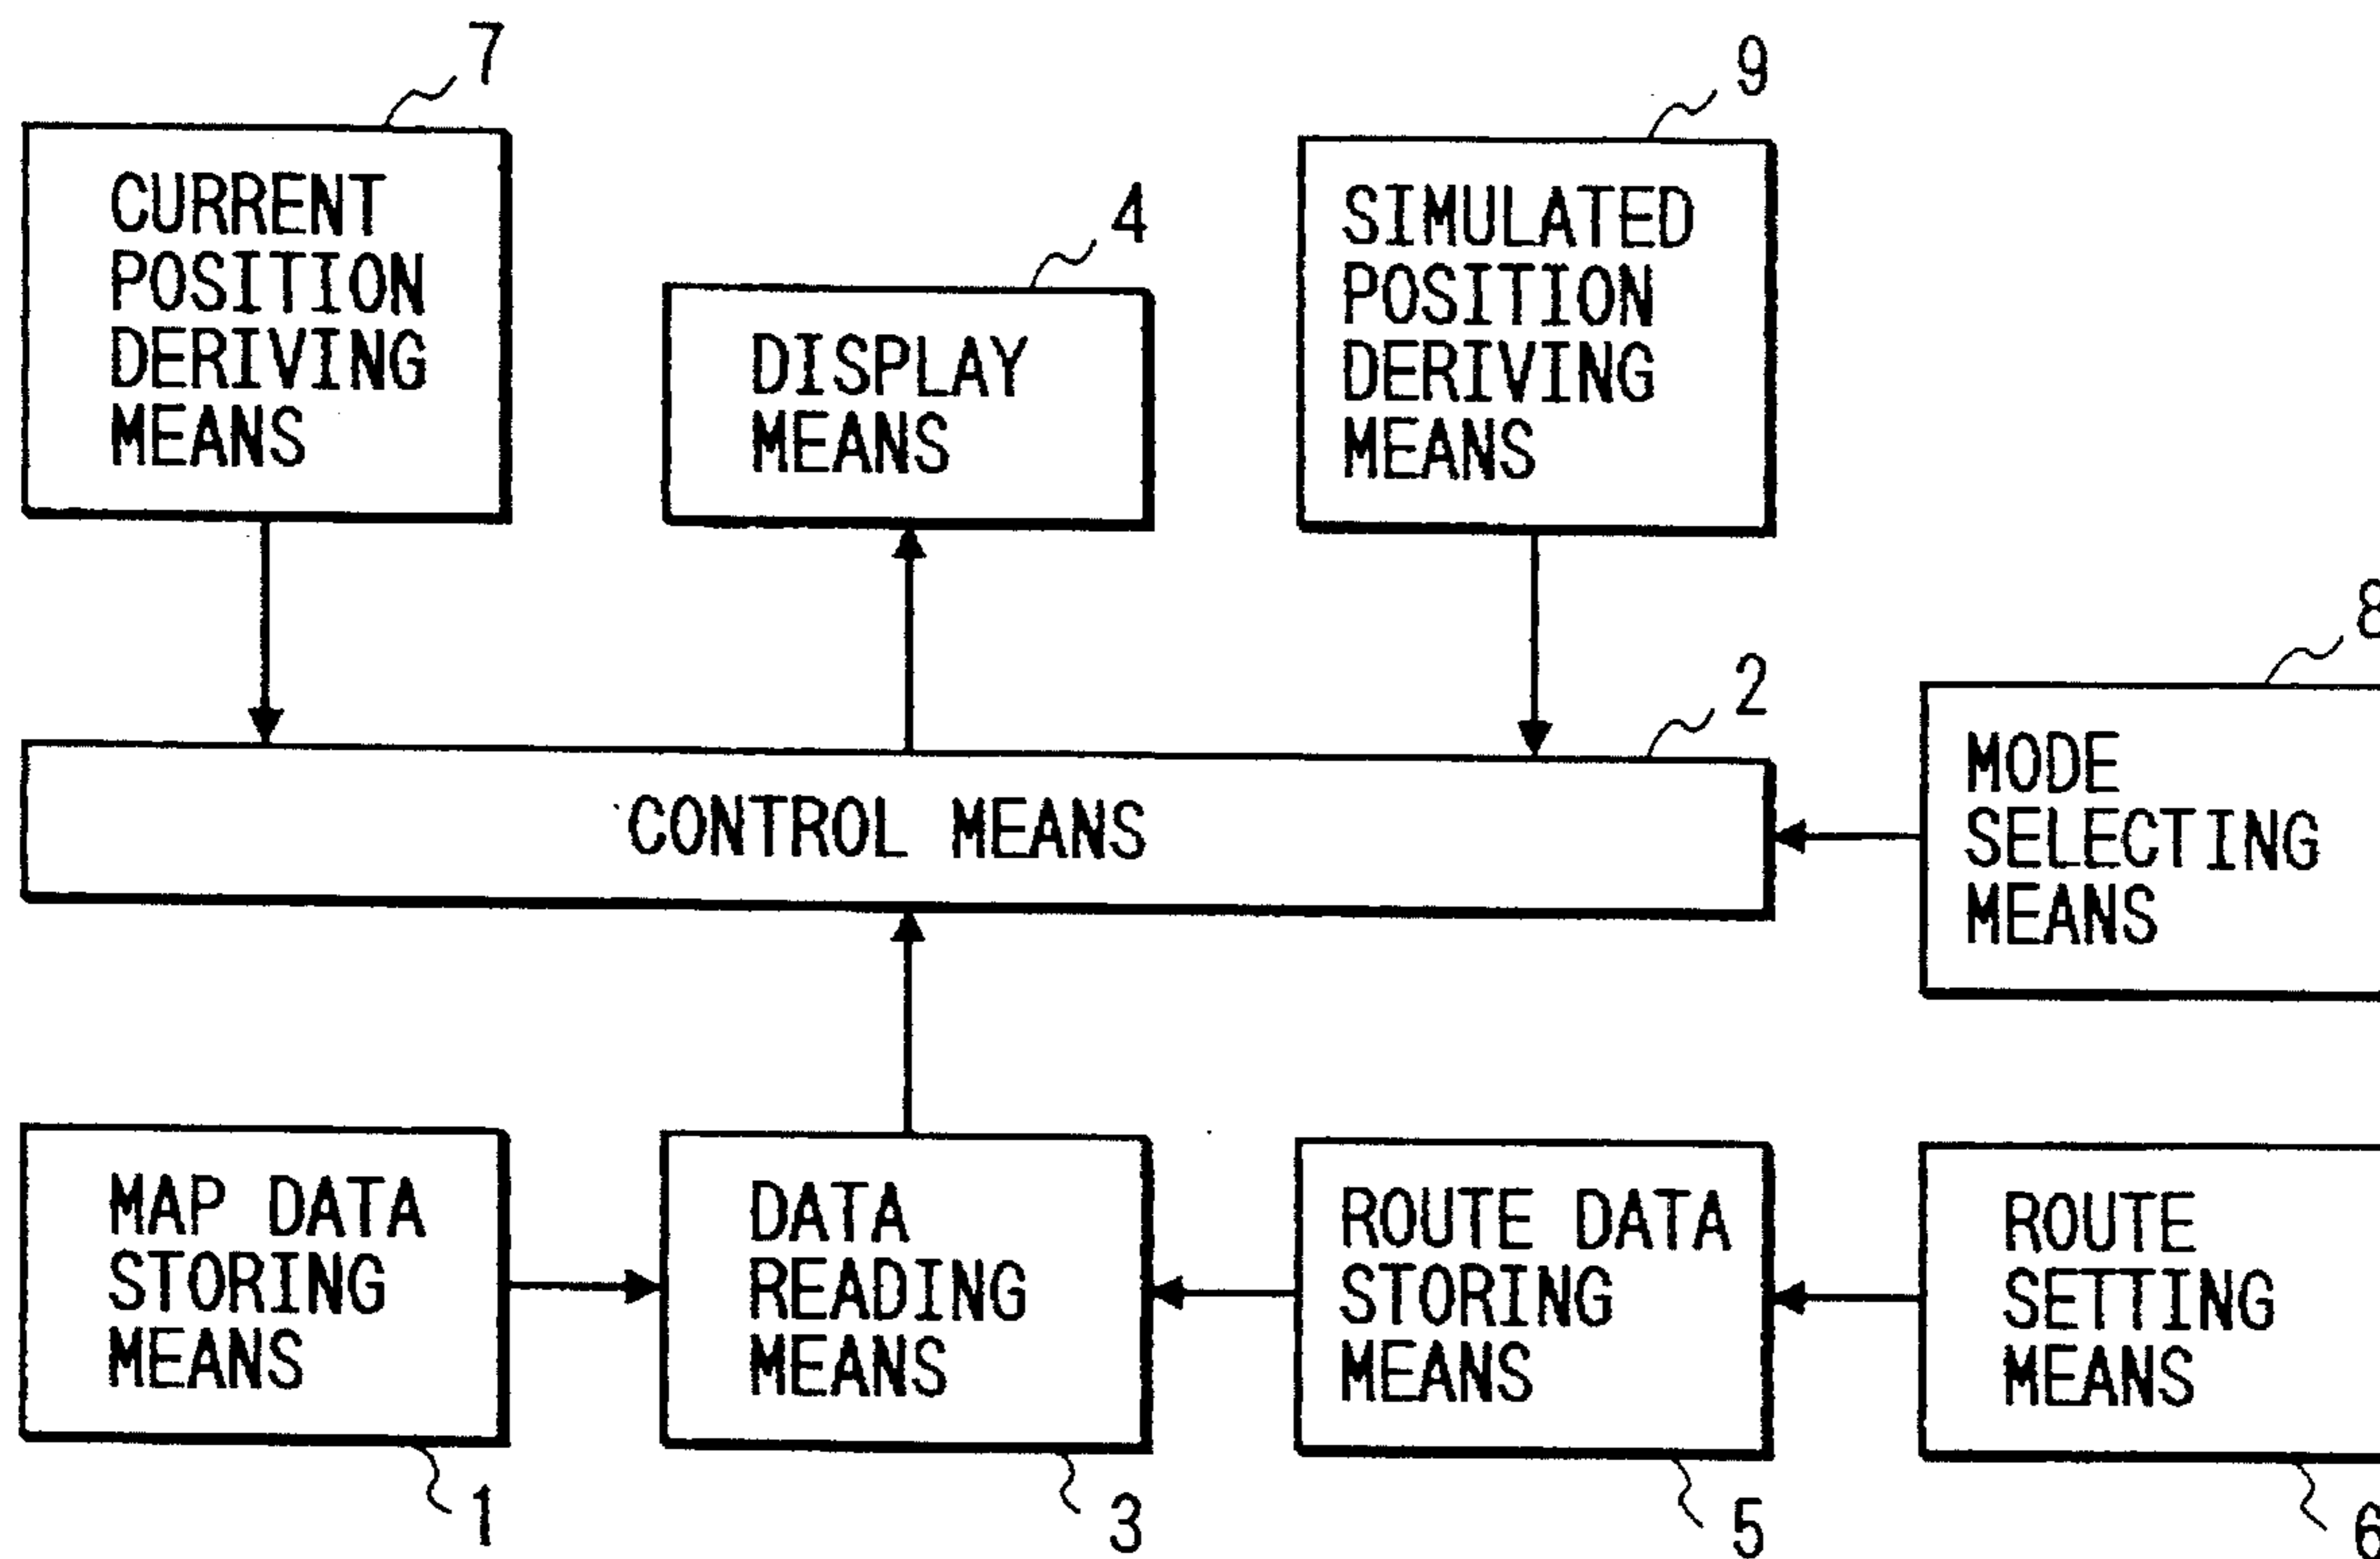 7
CURRENT
POSITION
DERIVING
MEANS
4
DISPLAY
MEANS
9
SIMULATED
POSITION
DERIVING
MEANS
2
CONTROL MEANS
8
MODE
SELECTING
MEANS
MAP DATA
STORING
MEANS
1
DATA
READING
MEANS
3
ROUTE DATA
STORING
MEANS
5
ROUTE
SETTING
MEANS
6